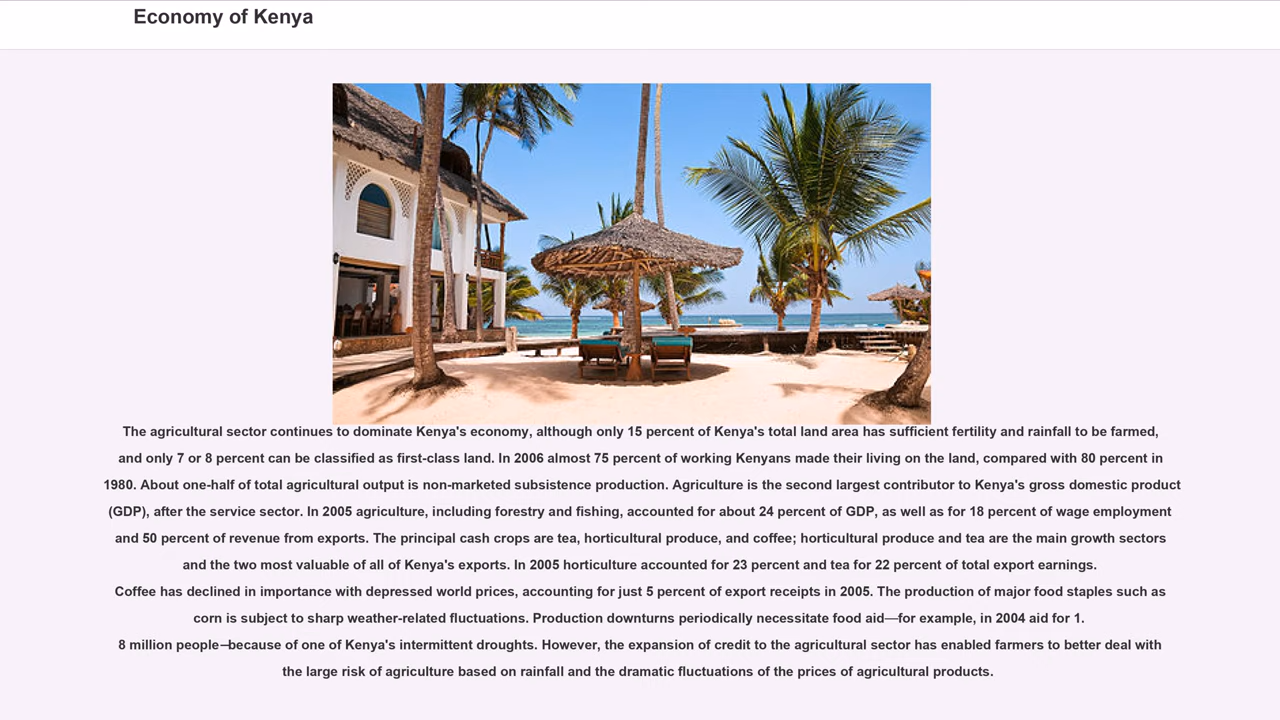 Economy of Kenya
The agricultural sector continues to dominate Kenya's economy, although only 15 percent of Kenya's total land area has sufficient fertility and rainfall to be farmed,
and only 7 or 8 percent can be classified as first-class land. In 2006 almost 75 percent of working Kenyans made their living on the land, compared with 80 percent in
1980. About one-half of total agricultural output is non-marketed subsistence production. Agriculture is the second largest contributor to Kenya's gross domestic product
(GDP), after the service sector. In 2005 agriculture, including forestry and fishing, accounted for about 24 percent of GDP, as well as for 18 percent of wage employment
and 50 percent of revenue from exports. The principal cash crops are tea, horticultural produce, and coffee; horticultural produce and tea are the main growth sectors
and the two most valuable of all of Kenya's exports. In 2005 horticulture accounted for 23 percent and tea for 22 percent of total export earnings.
Coffee has declined in importance with depressed world prices, accounting for just 5 percent of export receipts in 2005. The production of major food staples such as
corn is subject to sharp weather-related fluctuations. Production downturns periodically necessitate food aid—for example, in 2004 aid for 1.
8 million people—because of one of Kenya's intermittent droughts. However, the expansion of credit to the agricultural sector has enabled farmers to better deal with
the large risk of agriculture based on rainfall and the dramatic fluctuations of the prices of agricultural products.